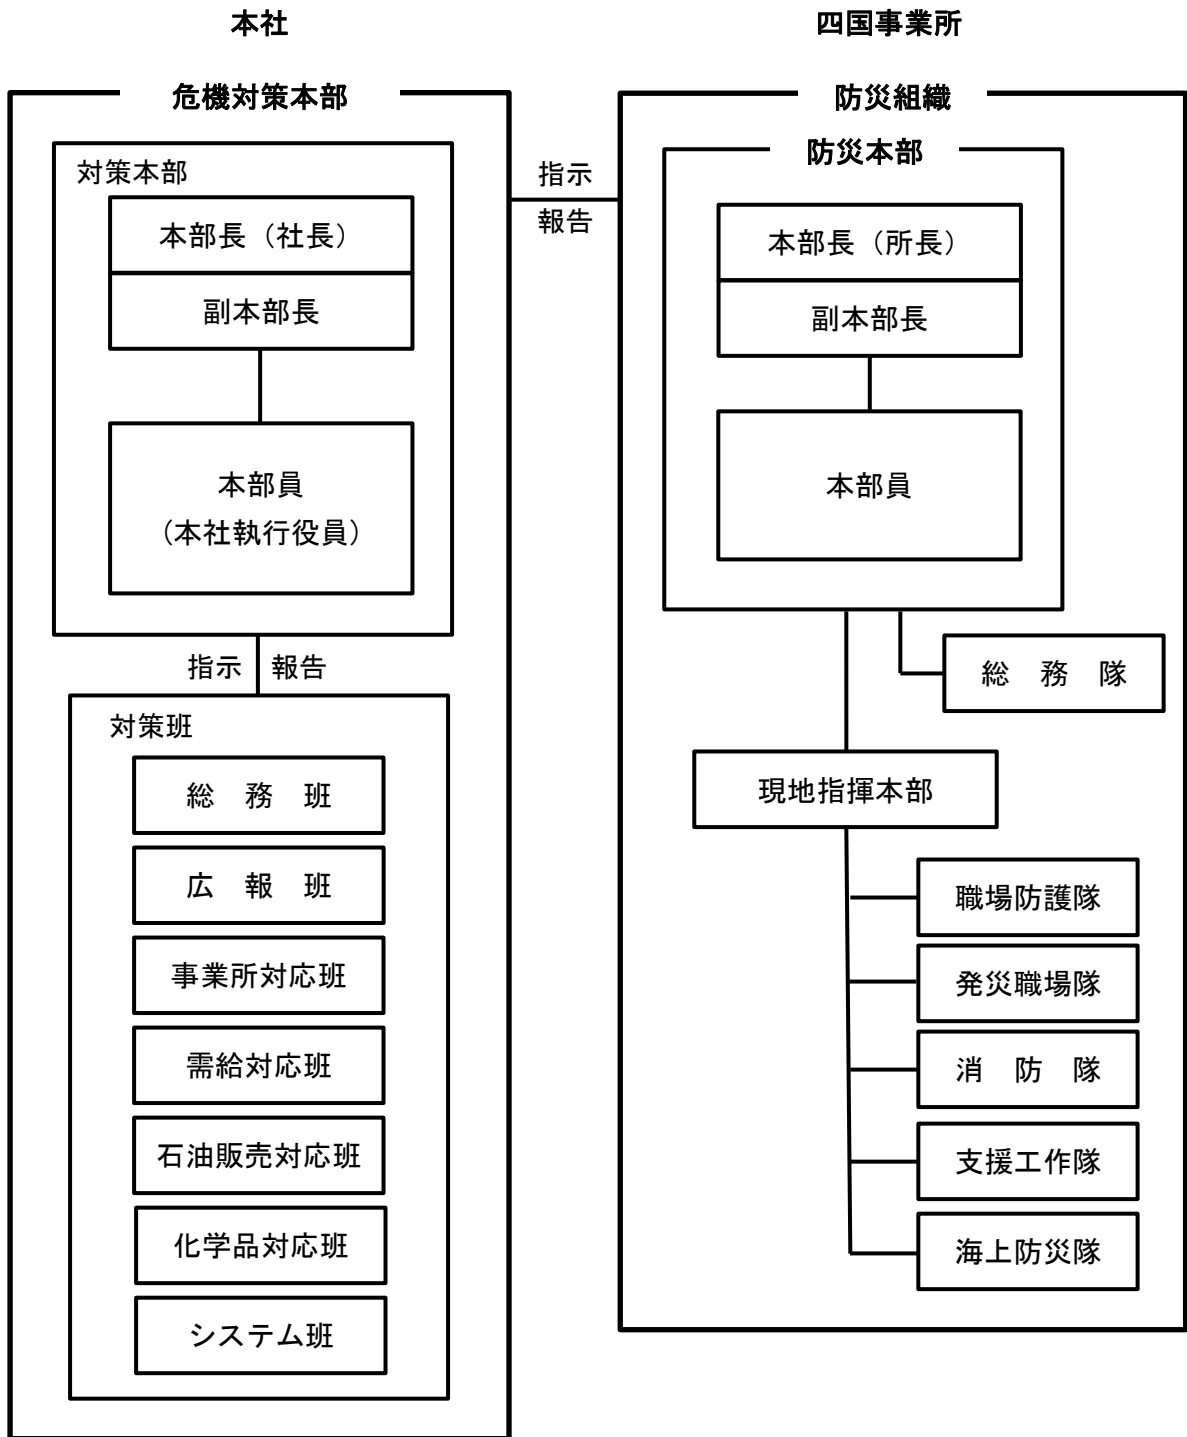 本社
危機対策本部
対策本部
本部長（社長）
副本部長
本部員
（本社執行役員）
指示 報告
対策班
総　務　班
広　報　班
事業所対応班
需給対応班
石油販売対応班
化学品対応班
システム班
指示
報告
四国事業所
防災組織
防災本部
本部長（所長）
副本部長
本部員
総　務　隊
現地指揮本部
職場防護隊
発災職場隊
消　防　隊
支援工作隊
海上防災隊